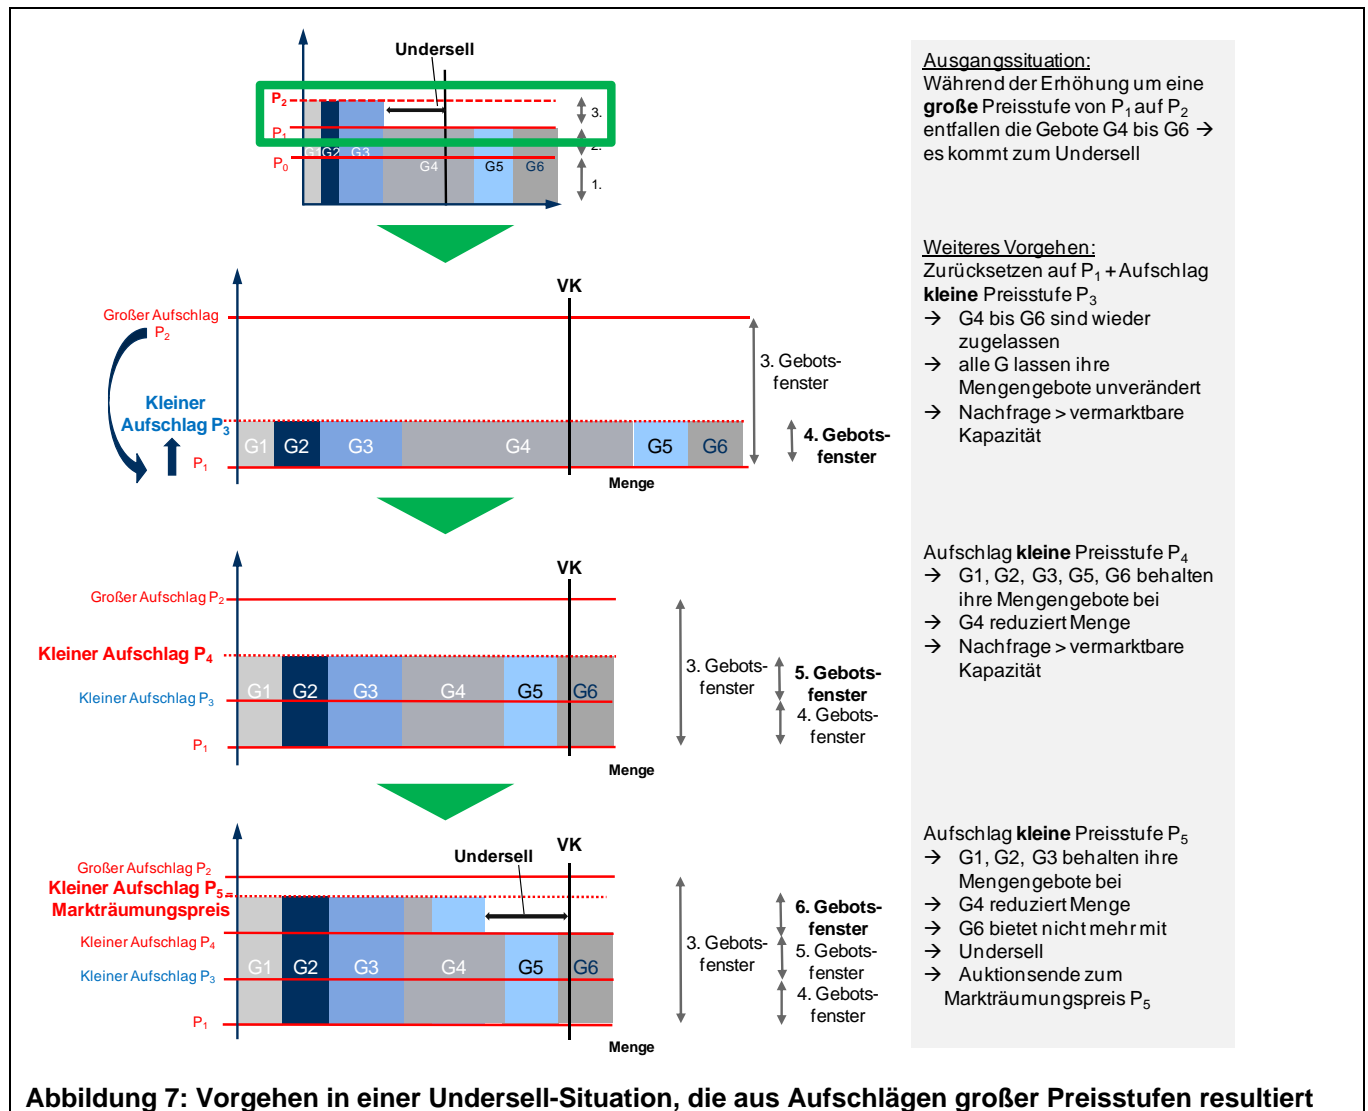 Undersell
P2
P1
P0
G1
G2
G3
G4
G5
G6
3.
2.
1.
Ausgangssituation:
Während der Erhöhung um eine
große Preisstufe von P1 auf P2
entfallen die Gebote G4 bis G6 →
es kommt zum Undersell
VK
Großer Aufschlag
P2
Kleiner
Aufschlag P3
P1
G1
G2
G3
G4
G5
G6
3. Gebots-
fenster
4. Gebots-
fenster
Menge
Weiteres Vorgehen:
Zurücksetzen auf P1 + Aufschlag
kleine Preisstufe P3
→ G4 bis G6 sind wieder
zugelassen
→ alle G lassen ihre
Mengengebote unverändert
→ Nachfrage > vermarktbare
Kapazität
VK
Großer Aufschlag P2
Kleiner Aufschlag P4
Kleiner Aufschlag P3
P1
G1
G2
G3
G4
G5
G6
3. Gebots-
fenster
5. Gebots-
fenster
4. Gebots-
fenster
Menge
Aufschlag kleine Preisstufe P4
→ G1, G2, G3, G5, G6 behalten
ihre Mengengebote bei
→ G4 reduziert Menge
→ Nachfrage > vermarktbare
Kapazität
Undersell
VK
Großer Aufschlag P2
Kleiner Aufschlag P5 =
Markträumungspreis
Kleiner Aufschlag P4
Kleiner Aufschlag P3
P1
G1
G2
G3
G4
G5
G6
3. Gebots-
fenster
6. Gebots-
fenster
5. Gebots-
fenster
4. Gebots-
fenster
Menge
Aufschlag kleine Preisstufe P5
→ G1, G2, G3 behalten ihre
Mengengebote bei
→ G4 reduziert Menge
→ G6 bietet nicht mehr mit
→ Undersell
→ Auktionsende zum
Markträumungspreis P5
Abbildung 7: Vorgehen in einer Undersell-Situation, die aus Aufschlägen großer Preisstufen resultiert